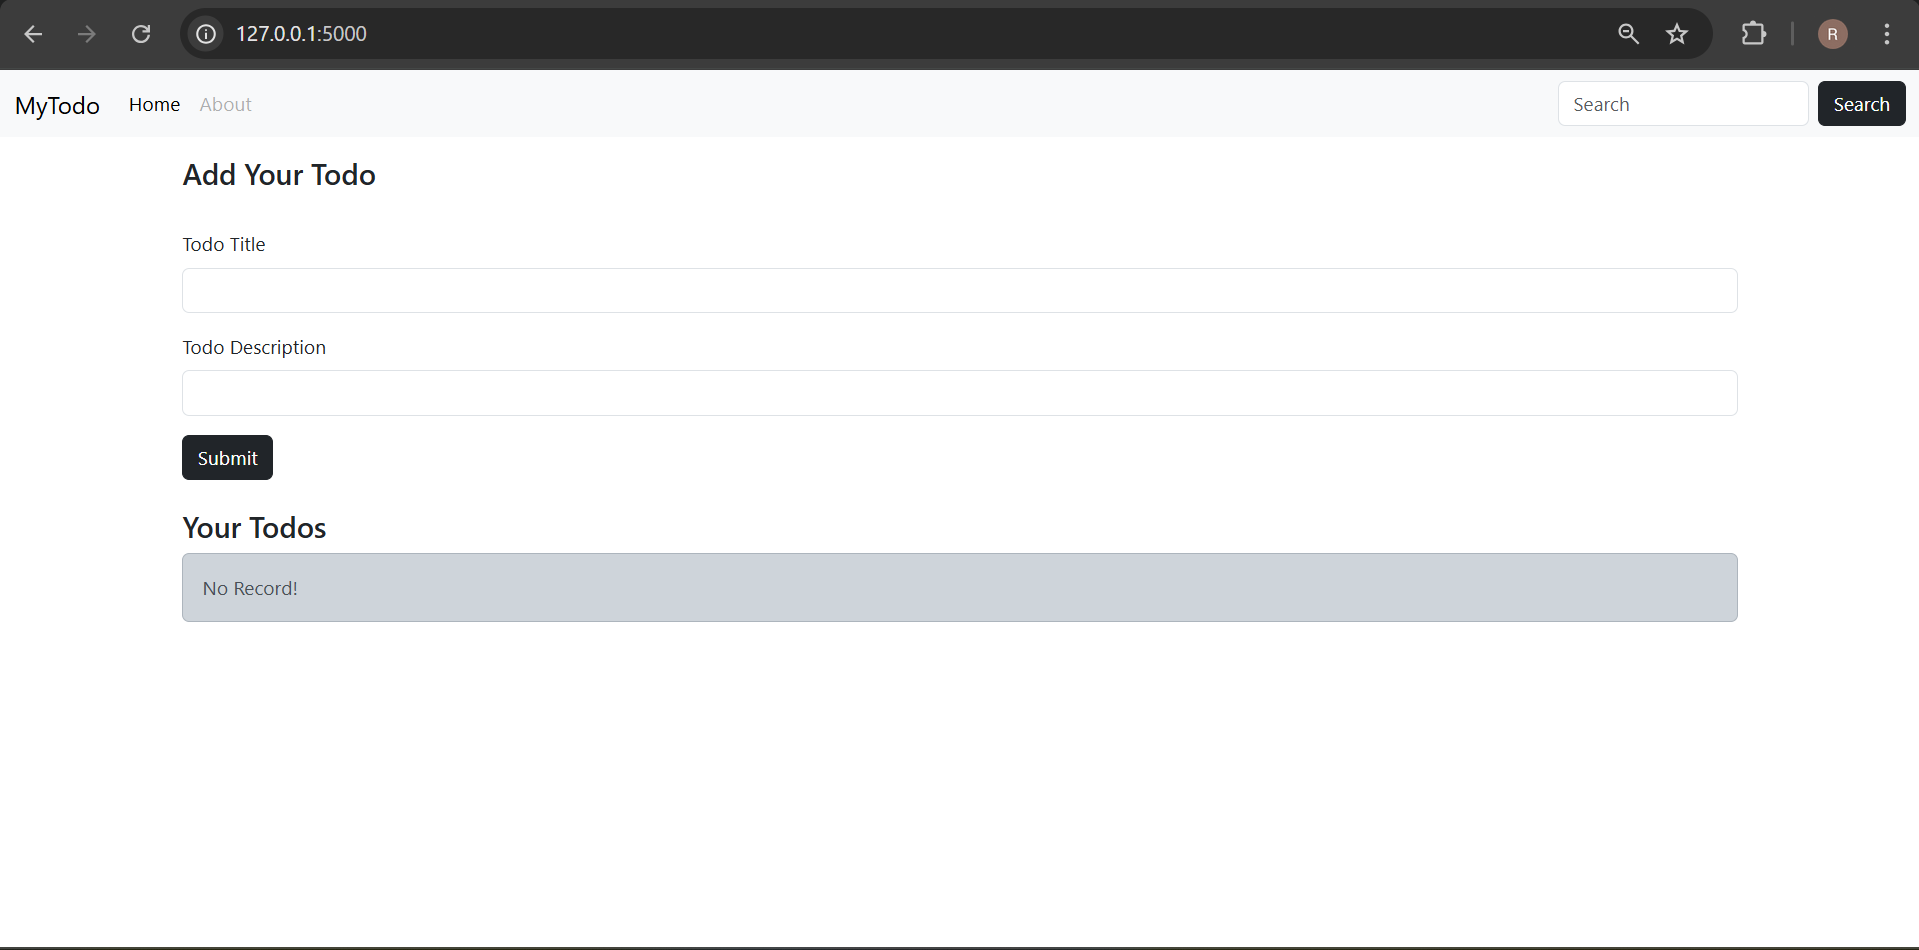 127.0.0.1:5000
R
MyTodo Home About Search Search
Add Your Todo
Todo Title
Todo Description
Submit
Your Todos
No Record!